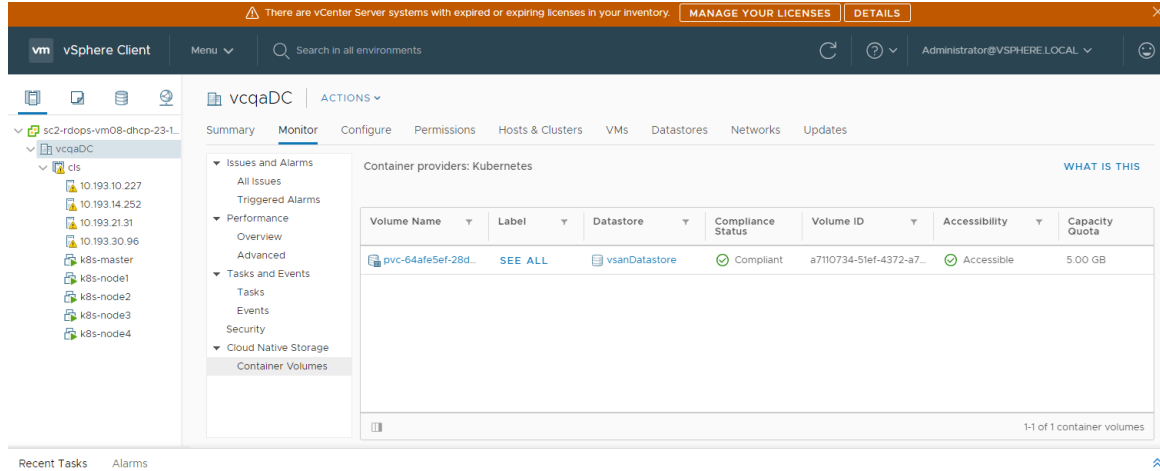 There are vCenter Server systems with expired or expiring licenses in your inventory. MANAGE YOUR LICENSES DETAILS
vm vSphere Client Menu Search in all environments Administrator@VSPHERE.LOCAL
vcqaDC ACTIONS
Summary Monitor Configure Permissions Hosts & Clusters VMs Datastores Networks Updates
sc2-rdops-vm08-dhcp-23-1...
vcqaDC
cls
10.193.10.227
10.193.14.252
10.193.21.31
10.193.30.96
k8s-master
k8s-node1
k8s-node2
k8s-node3
k8s-node4
Issues and Alarms
All Issues
Triggered Alarms
Performance
Overview
Advanced
Tasks and Events
Tasks
Events
Security
Cloud Native Storage
Container Volumes
Container providers: Kubernetes WHAT IS THIS
Volume Name Label Datastore Compliance Status Volume ID Accessibility Capacity Quota
pvc-64afe5ef-28d... SEE ALL vsanDatastore Compliant a7110734-51ef-4372-a7... Accessible 5.00 GB
1-1 of 1 container volumes
Recent Tasks Alarms